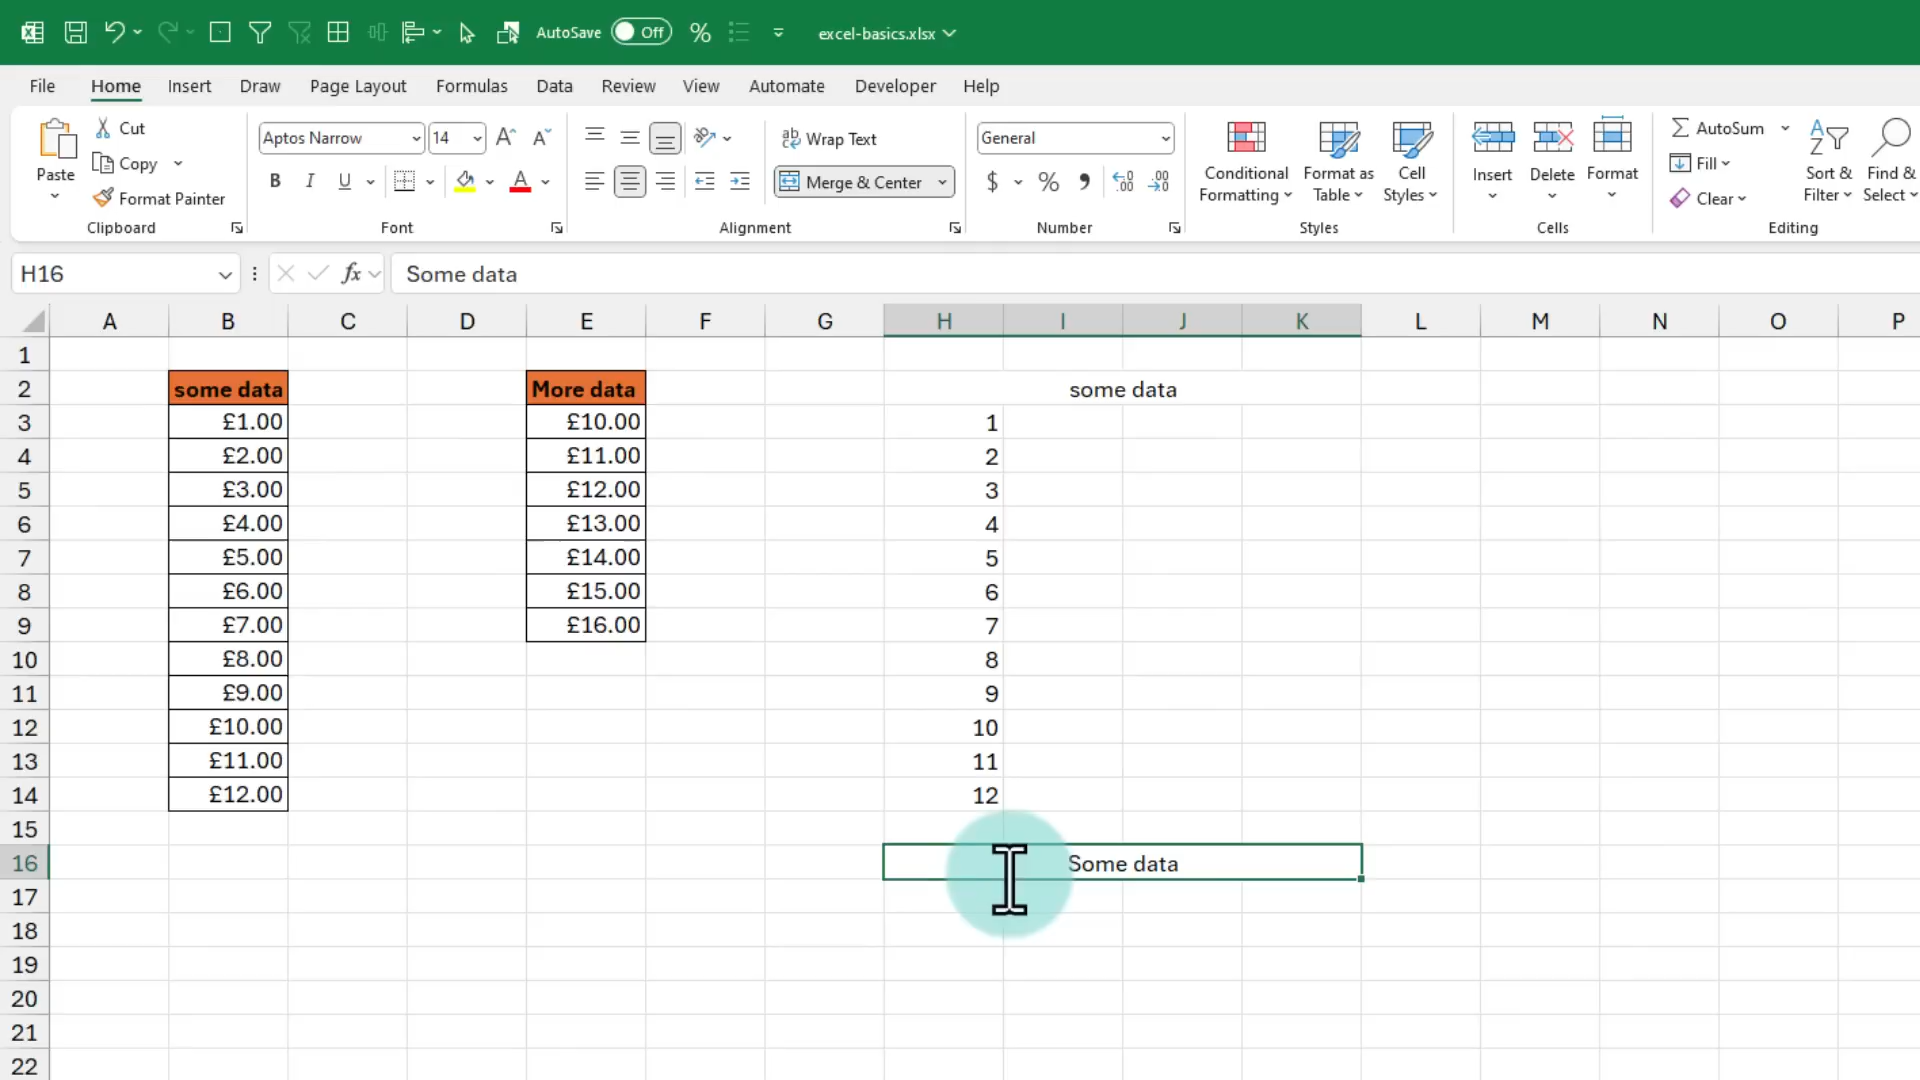 AutoSave Off excel-basics.xlsx
File Home Insert Draw Page Layout Formulas Data Review View Automate Developer Help
Paste
Cut
Copy
Format Painter
Clipboard
Aptos Narrow 14 A A
B I U A
Font
ab Wrap Text
Merge & Center
Alignment
General
$ % 9 .00
Number
Conditional Formatting
Format as Table
Cell Styles
Styles
Insert
Delete
Format
Cells
AutoSum
Fill
Clear
Sort & Filter
Find & Select
Editing
H16 fx Some data
A B C D E F G H I J K L M N O P
1
2 some data More data some data
3 £1.00 £10.00 1
4 £2.00 £11.00 2
5 £3.00 £12.00 3
6 £4.00 £13.00 4
7 £5.00 £14.00 5
8 £6.00 £15.00 6
9 £7.00 £16.00 7
10 £8.00 8
11 £9.00 9
12 £10.00 10
13 £11.00 11
14 £12.00 12
15
16 Some data
17
18
19
20
21
22